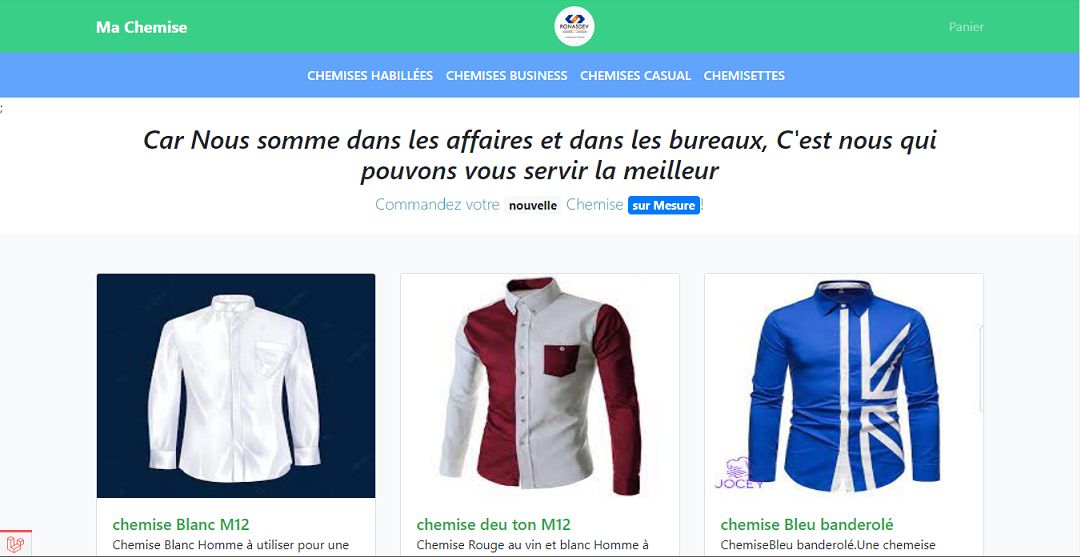 Ma Chemise
RONASDEV
Panier
CHEMISES HABILLÉES CHEMISES BUSINESS CHEMISES CASUAL CHEMISETTES
;
Car Nous somme dans les affaires et dans les bureaux, C'est nous qui
pouvons vous servir la meilleur
Commandez votre nouvelle Chemise sur Mesure!
JOCEY
chemise Blanc M12
Chemise Blanc Homme à utiliser pour une
chemise deu ton M12
Chemise Rouge au vin et blanc Homme à
chemise Bleu banderolé
ChemiseBleu banderolé.Une chemeise